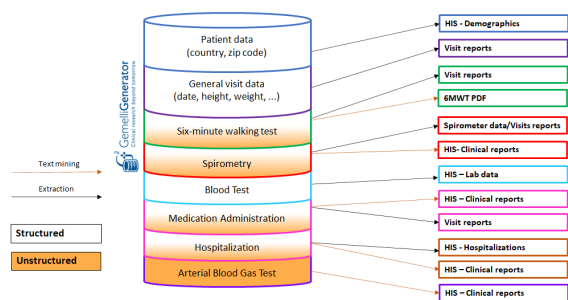 Patient data
(country, zip code)
General visit data
(date, height, weight, ...)
Six-minute walking test
Spirometry
Blood Test
Medication Administration
Hospitalization
Arterial Blood Gas Test
GemelliGenerator
Clinical research beyond tomorrow
2
Text mining
Extraction
Structured
Unstructured
HIS - Demographics
Visit reports
Visit reports
6MWT PDF
Spirometer data/Visits reports
HIS- Clinical reports
HIS – Lab data
HIS – Clinical reports
Visit reports
HIS - Hospitalizations
HIS – Clinical reports
HIS – Clinical reports